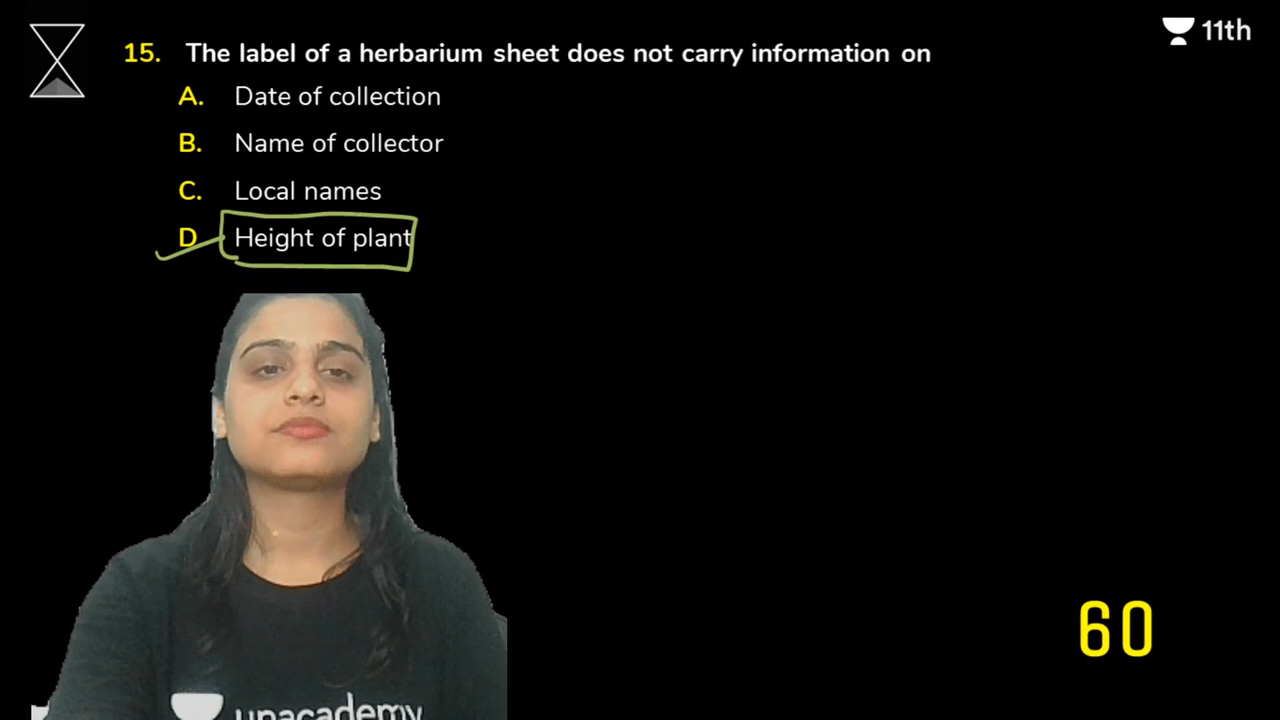 11th
15. The label of a herbarium sheet does not carry information on
A. Date of collection
B. Name of collector
C. Local names
D Height of plant
unacademy
60